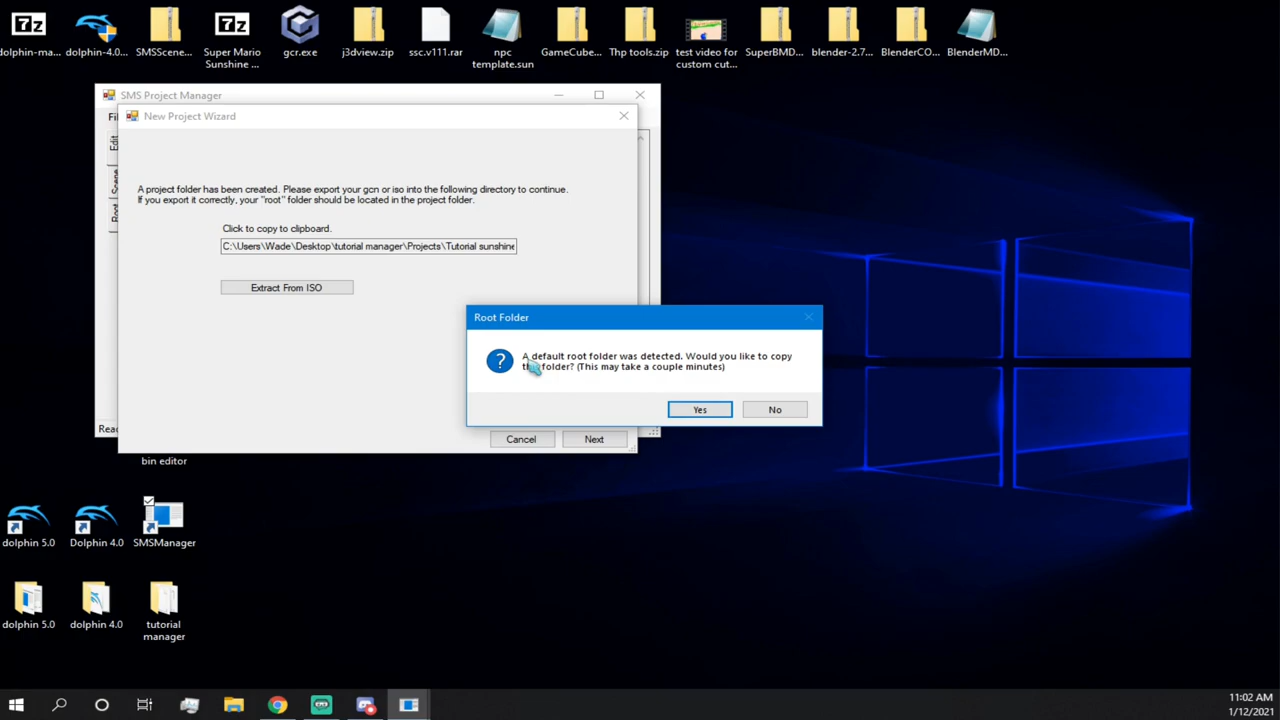 dolphin-ma...
dolphin-4.0...
SMSScene...
Super Mario
Sunshine ...
gcr.exe
j3dview.zip
ssc.v111.rar
npc
template.sun
GameCube...
Thp tools.zip
test video for
custom cut...
SuperBMD...
blender-2.7...
BlenderCO...
BlenderMD...
SMS Project Manager
New Project Wizard
A project folder has been created. Please export your gcn or iso into the following directory to continue.
If you export it correctly, your "root" folder should be located in the project folder.
Click to copy to clipboard.
C:\Users\Wade\Desktop\tutorial manager\Projects\Tutorial sunshine
Extract From ISO
Root Folder
A default root folder was detected. Would you like to copy
this folder? (This may take a couple minutes)
Yes
No
Cancel
Next
bin editor
dolphin 5.0
Dolphin 4.0
SMSManager
dolphin 5.0
dolphin 4.0
tutorial
manager
11:02 AM
1/12/2021